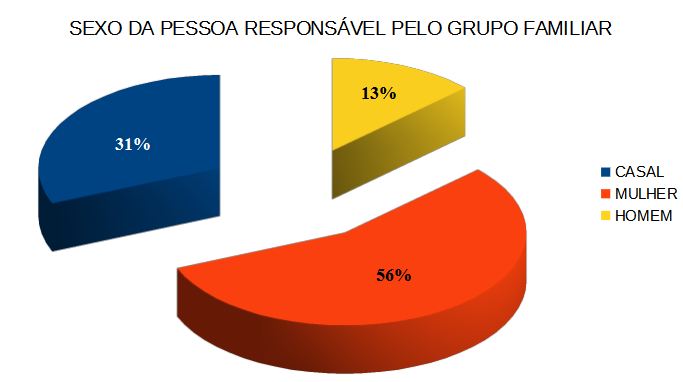 SEXO DA PESSOA RESPONSÁVEL PELO GRUPO FAMILIAR
13%
31%
56%
CASAL
MULHER
HOMEM